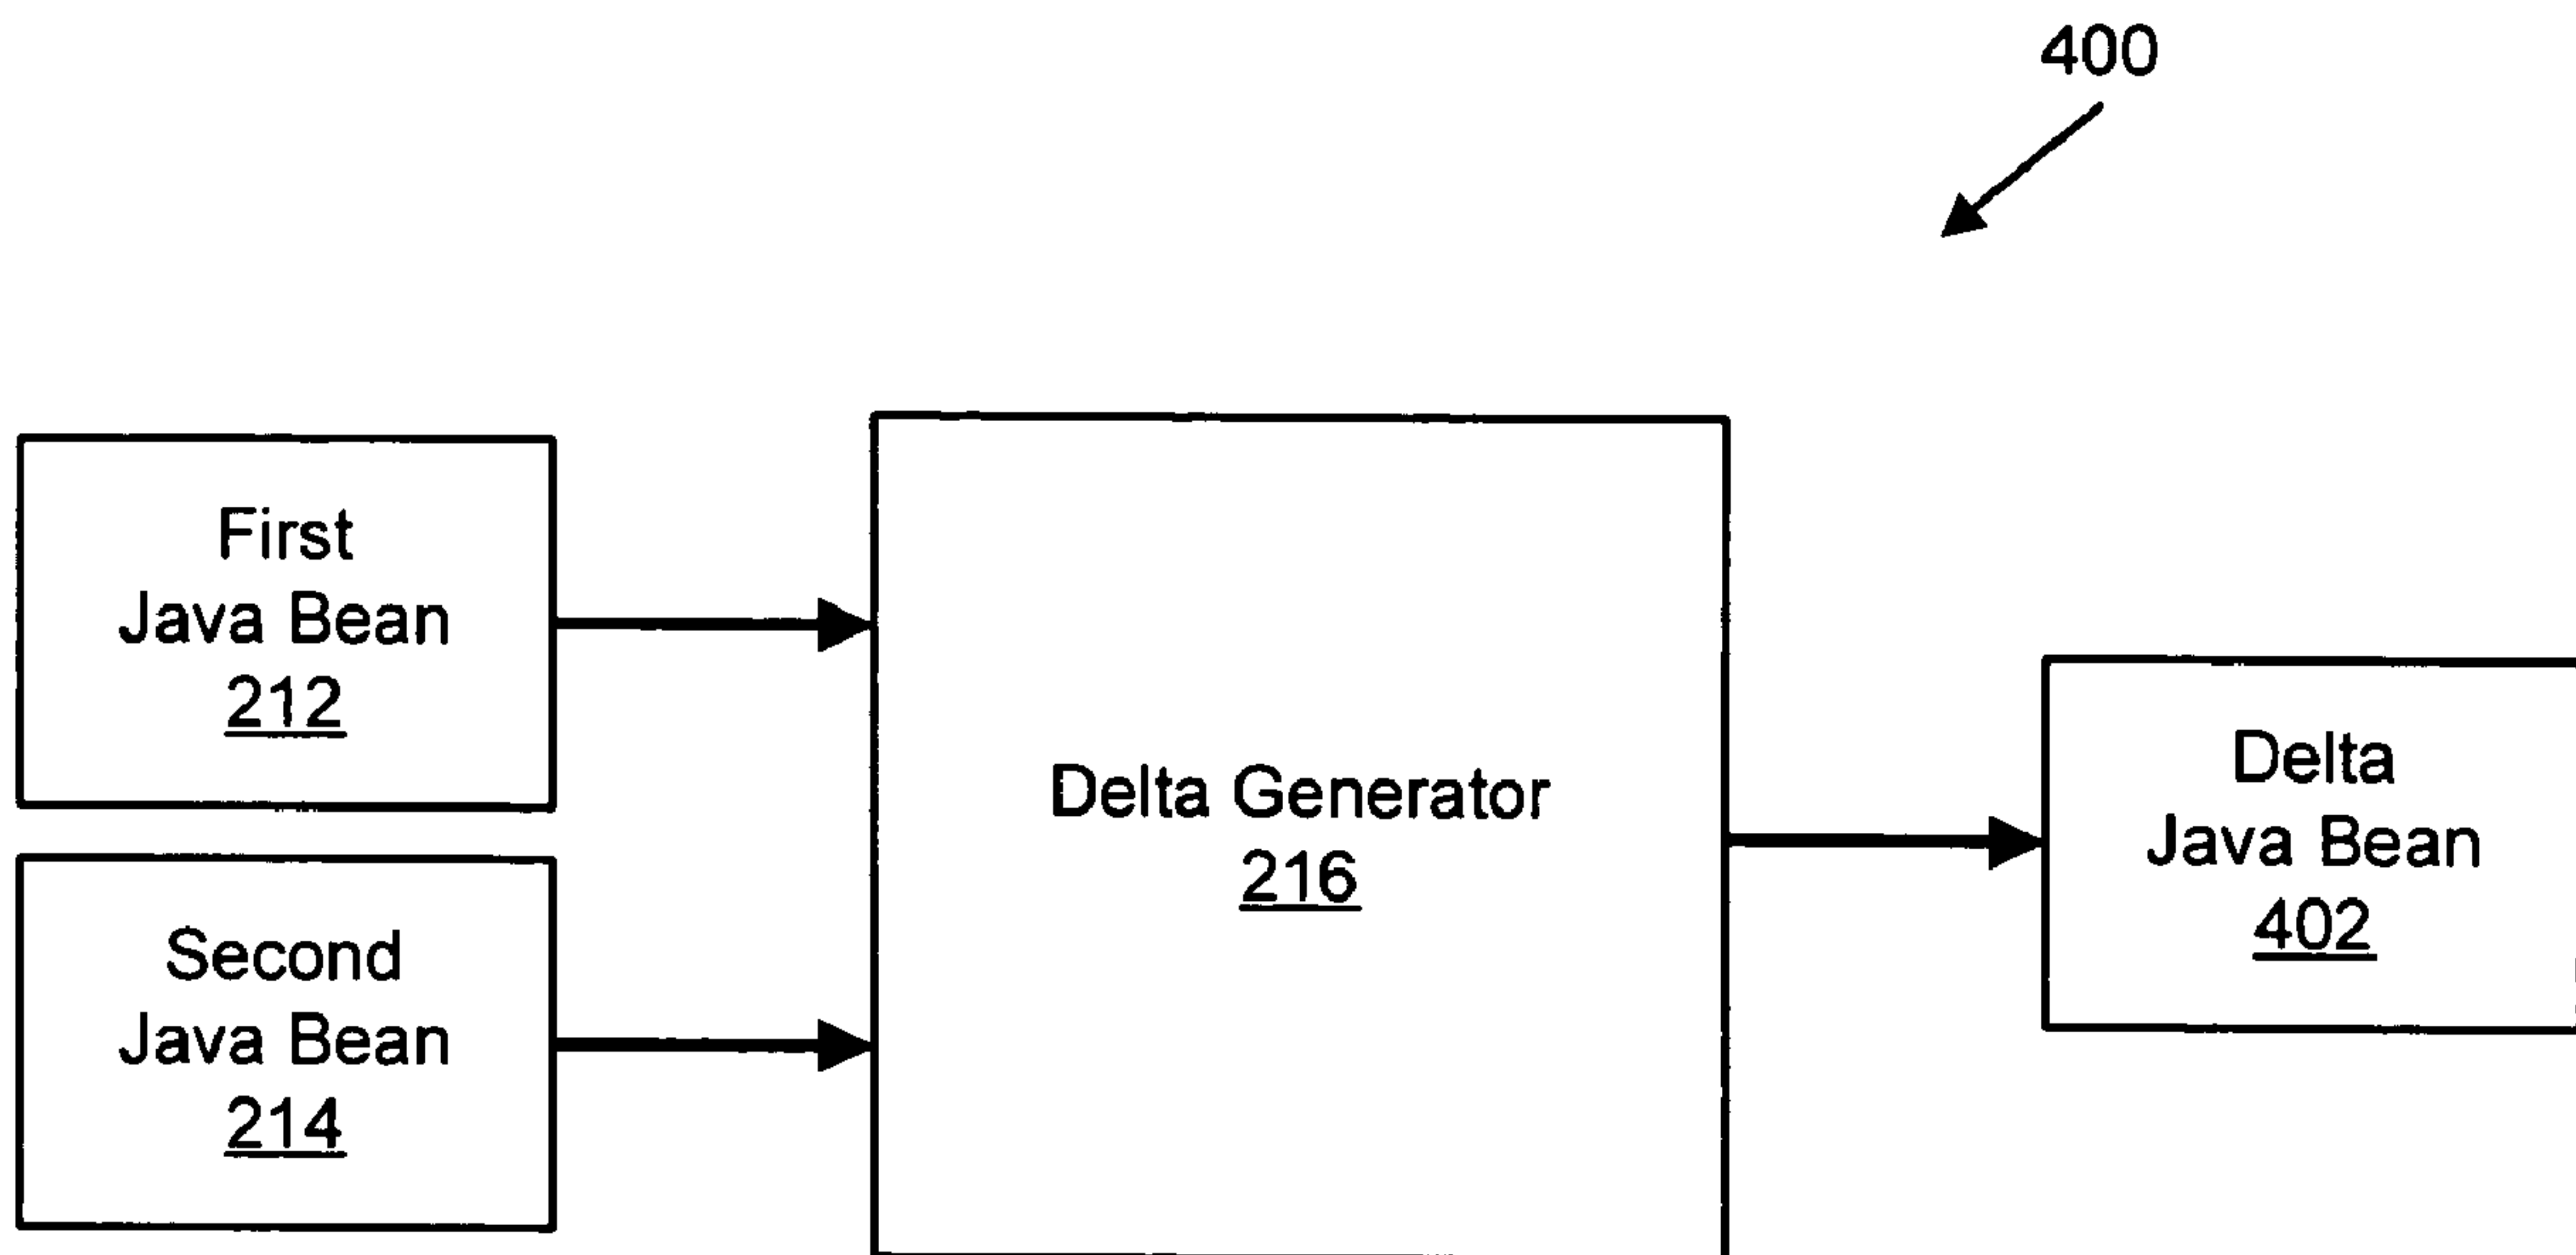 400
First
Java Bean
212
Second
Java Bean
214
Delta Generator
216
Delta
Java Bean
402